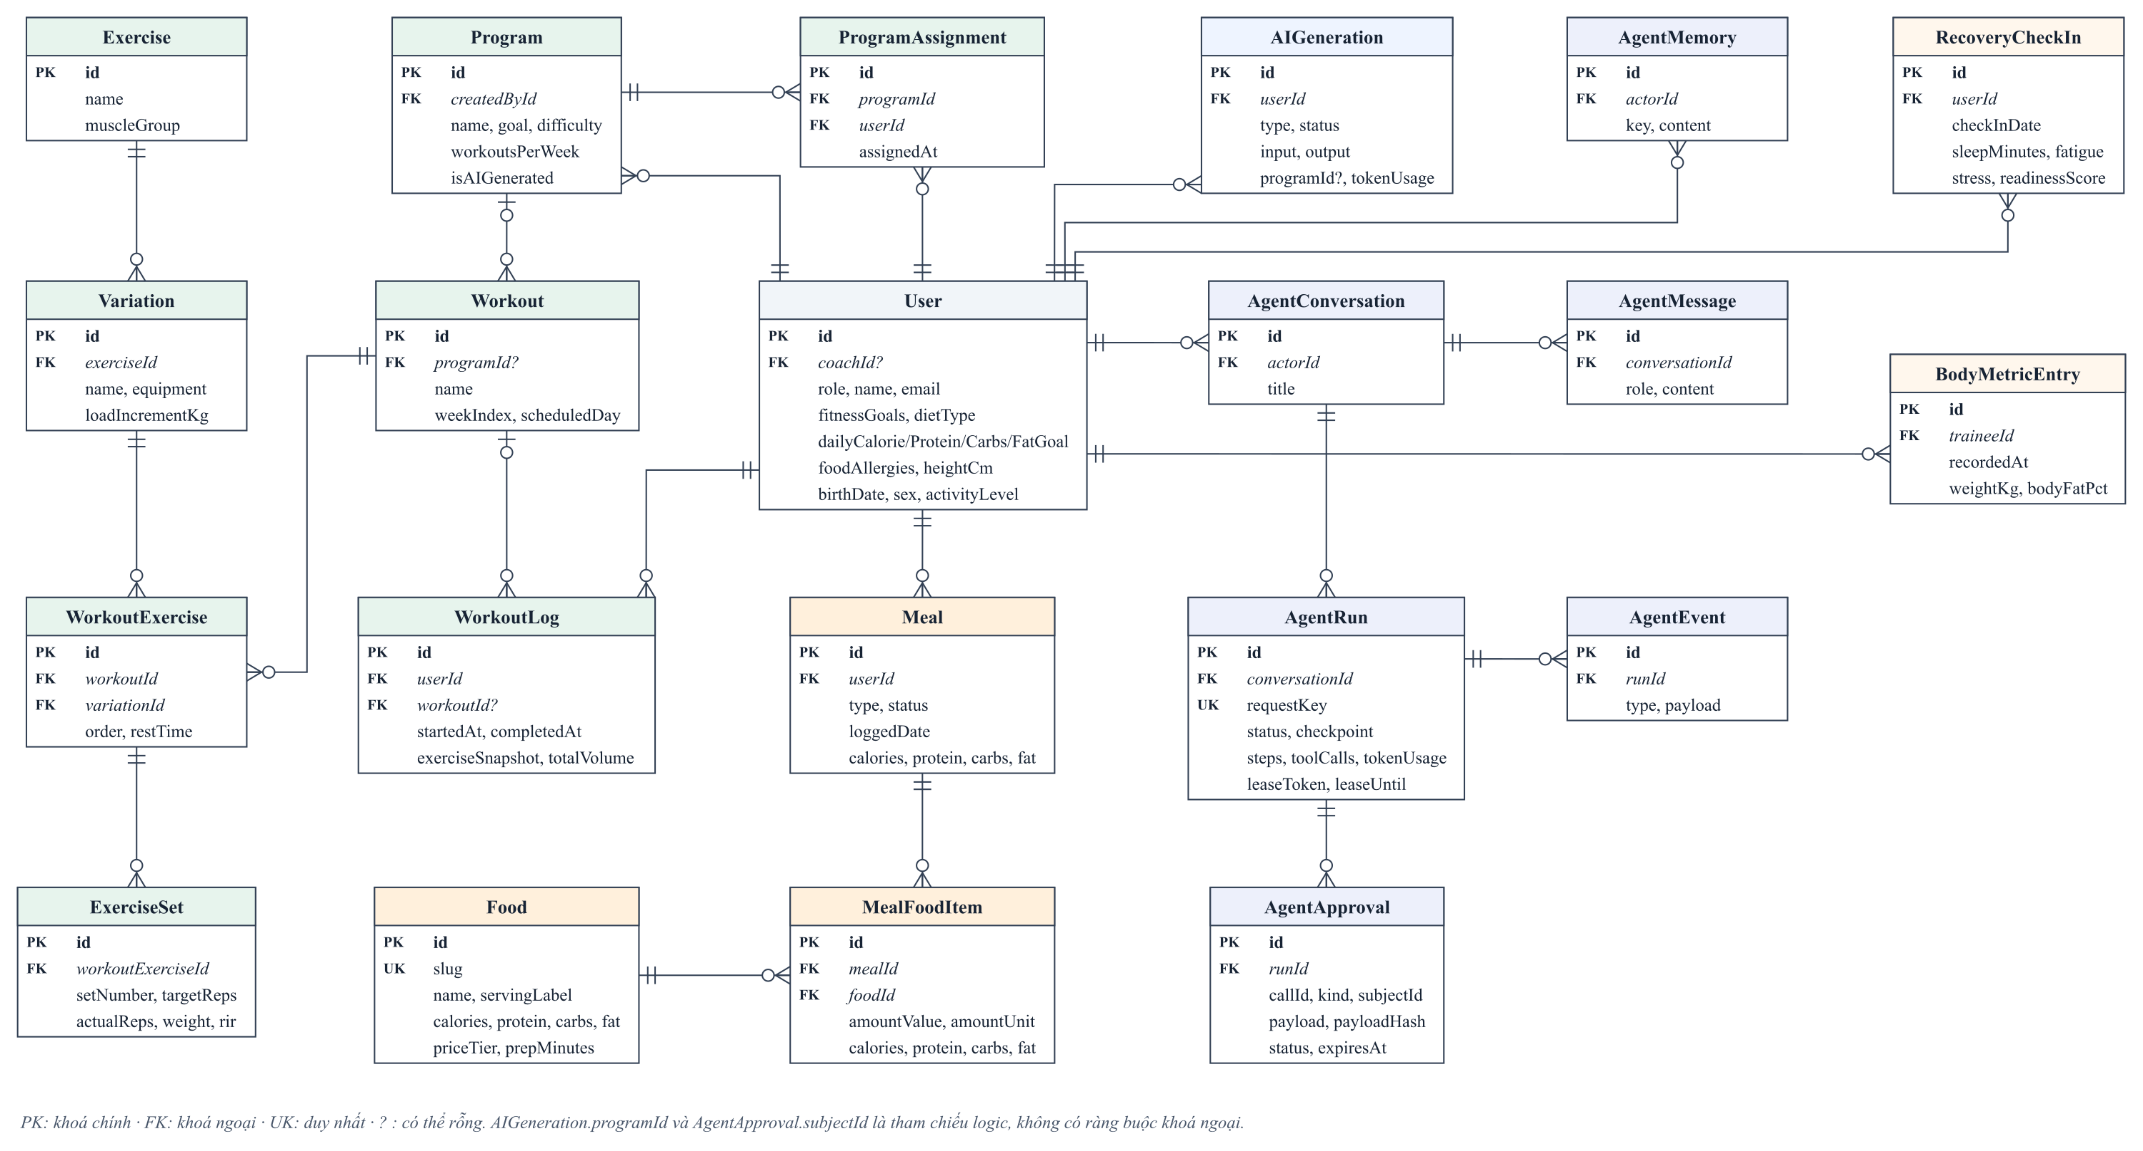 Exercise
PK id
name
muscleGroup
Program
PK id
FK createdById
name, goal, difficulty
workoutsPerWeek
isAIGenerated
ProgramAssignment
PK id
FK programId
FK userId
assignedAt
AIGeneration
PK id
FK userId
type, status
input, output
programId?, tokenUsage
AgentMemory
PK id
FK actorId
key, content
RecoveryCheckIn
PK id
FK userId
checkInDate
sleepMinutes, fatigue
stress, readinessScore
Variation
PK id
FK exerciseId
name, equipment
loadIncrementKg
Workout
PK id
FK programId?
name
weekIndex, scheduledDay
User
PK id
FK coachId?
role, name, email
fitnessGoals, dietType
dailyCalorie/Protein/Carbs/FatGoal
foodAllergies, heightCm
birthDate, sex, activityLevel
AgentConversation
PK id
FK actorId
title
AgentMessage
PK id
FK conversationId
role, content
BodyMetricEntry
PK id
FK traineeId
recordedAt
weightKg, bodyFatPct
WorkoutExercise
PK id
FK workoutId
FK variationId
order, restTime
WorkoutLog
PK id
FK userId
FK workoutId?
startedAt, completedAt
exerciseSnapshot, totalVolume
Meal
PK id
FK userId
type, status
loggedDate
calories, protein, carbs, fat
AgentRun
PK id
FK conversationId
UK requestKey
status, checkpoint
steps, toolCalls, tokenUsage
leaseToken, leaseUntil
AgentEvent
PK id
FK runId
type, payload
ExerciseSet
PK id
FK workoutExerciseId
setNumber, targetReps
actualReps, weight, rir
Food
PK id
UK slug
name, servingLabel
calories, protein, carbs, fat
priceTier, prepMinutes
MealFoodItem
PK id
FK mealId
FK foodId
amountValue, amountUnit
calories, protein, carbs, fat
AgentApproval
PK id
FK runId
callId, kind, subjectId
payload, payloadHash
status, expiresAt
PK: khoá chính · FK: khoá ngoại · UK: duy nhất · ? : có thể rỗng. AIGeneration.programId và AgentApproval.subjectId là tham chiếu logic, không có ràng buộc khoá ngoại.